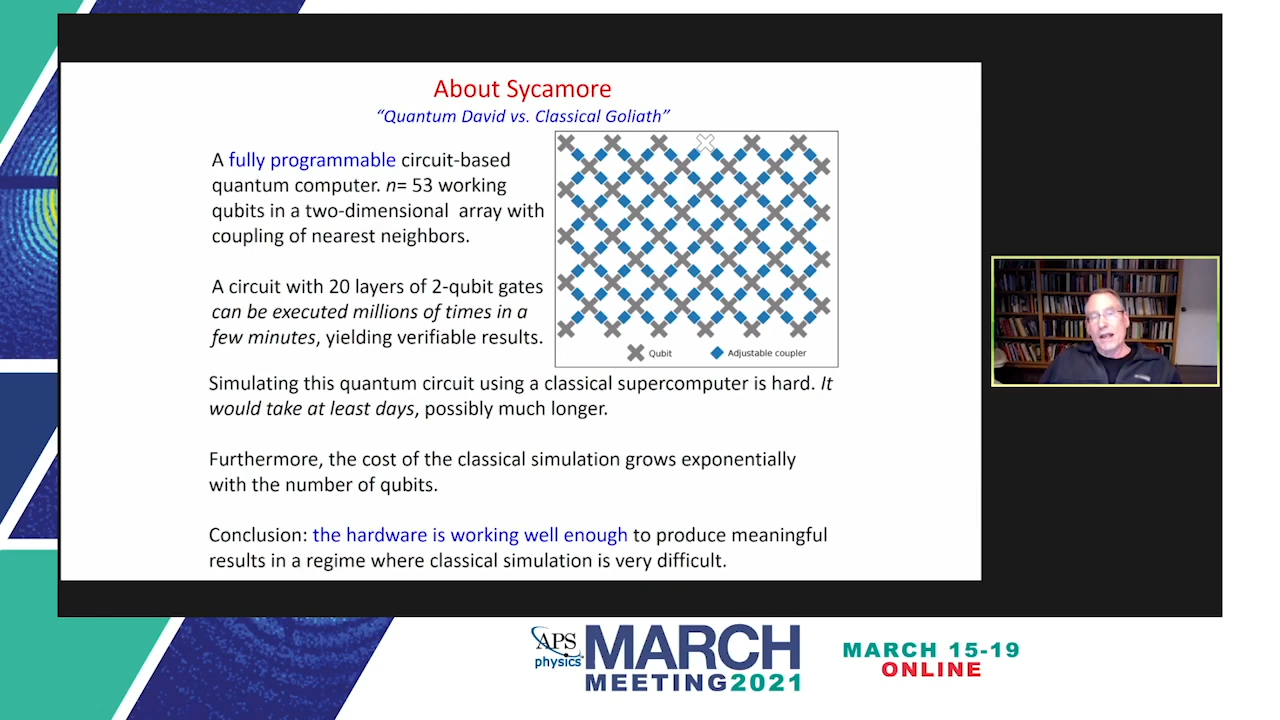 About Sycamore
“Quantum David vs. Classical Goliath”
A fully programmable circuit-based
quantum computer. n= 53 working
qubits in a two-dimensional array with
coupling of nearest neighbors.
A circuit with 20 layers of 2-qubit gates
can be executed millions of times in a
few minutes, yielding verifiable results.
Qubit
Adjustable coupler
Simulating this quantum circuit using a classical supercomputer is hard. It
would take at least days, possibly much longer.
Furthermore, the cost of the classical simulation grows exponentially
with the number of qubits.
Conclusion: the hardware is working well enough to produce meaningful
results in a regime where classical simulation is very difficult.
APS
physics
MARCH
MEETING2021
MARCH 15-19
ONLINE